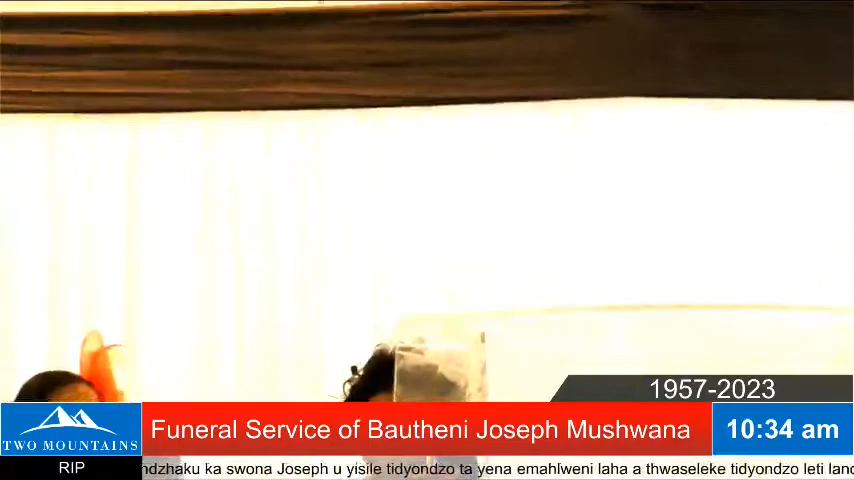 1957-2023
TWO MOUNTAINS
Funeral Service of Bautheni Joseph Mushwana
10:34 am
RIP
ndzhaku ka swona Joseph u yisile tidyondzo ta yena emahlweni laha a thwaseleke tidyondzo leti